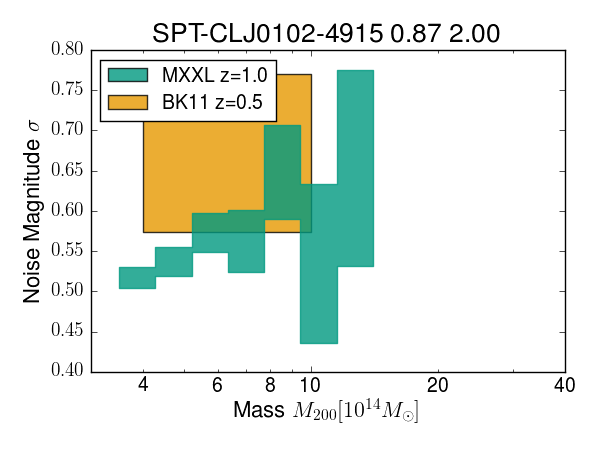 SPT-CLJ0102-4915 0.87 2.00
0.80
0.75
0.70
0.65
0.60
0.55
0.50
0.45
0.40
Noise Magnitude σ
MXXL z=1.0
BK11 z=0.5
4 6 8 10 20 40
Mass M₂₀₀[10¹⁴M☉]